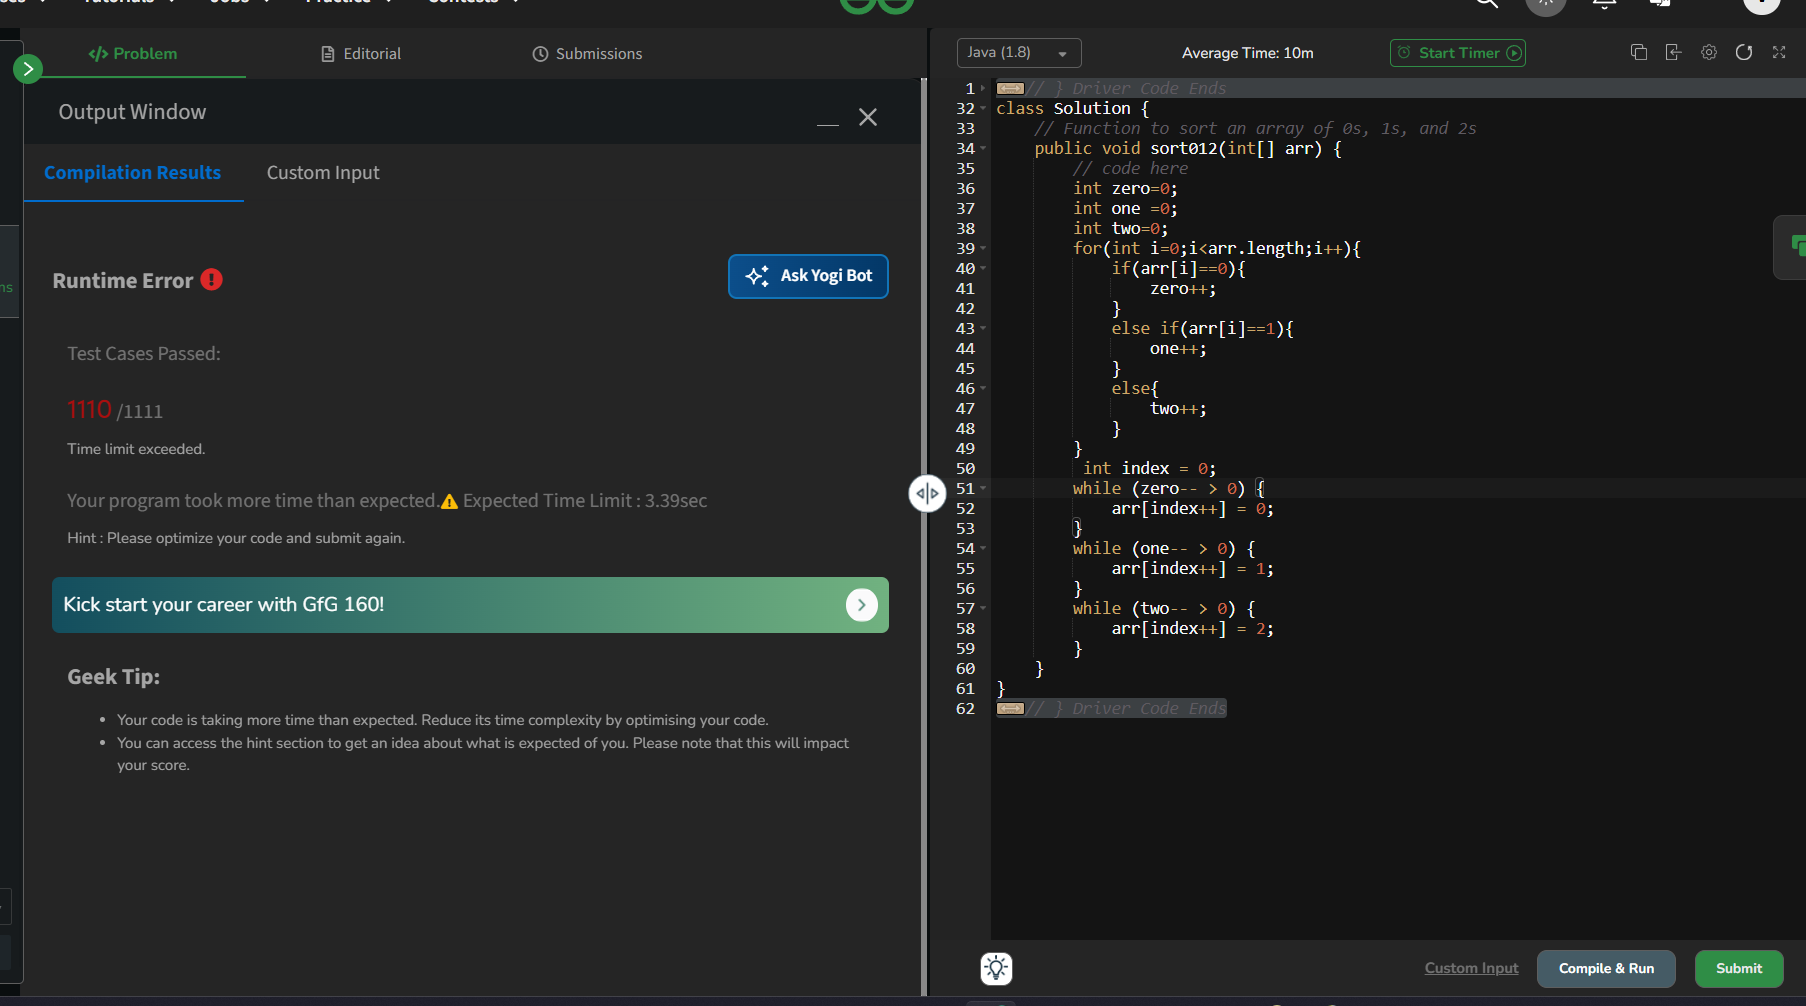 Tutorials
Jobs
Practice
Contests
Problem
Editorial
Submissions
Java (1.8)
Average Time: 10m
Start Timer
Output Window
Compilation Results
Custom Input
Runtime Error
Ask Yogi Bot
Test Cases Passed:
1110 /1111
Time limit exceeded.
Your program took more time than expected. Expected Time Limit : 3.39sec
Hint : Please optimize your code and submit again.
Kick start your career with GfG 160!
Geek Tip:
• Your code is taking more time than expected. Reduce its time complexity by optimising your code.
• You can access the hint section to get an idea about what is expected of you. Please note that this will impact
your score.
ns
1 // } Driver Code Ends
32 class Solution {
33     // Function to sort an array of 0s, 1s, and 2s
34     public void sort012(int[] arr) {
35         // code here
36         int zero=0;
37         int one =0;
38         int two=0;
39         for(int i=0;i<arr.length;i++){
40             if(arr[i]==0){
41                 zero++;
42             }
43             else if(arr[i]==1){
44                 one++;
45             }
46             else{
47                 two++;
48             }
49         }
50          int index = 0;
51         while (zero-- > 0) {
52             arr[index++] = 0;
53         }
54         while (one-- > 0) {
55             arr[index++] = 1;
56         }
57         while (two-- > 0) {
58             arr[index++] = 2;
59         }
60     }
61 }
62 // } Driver Code Ends
Custom Input
Compile & Run
Submit